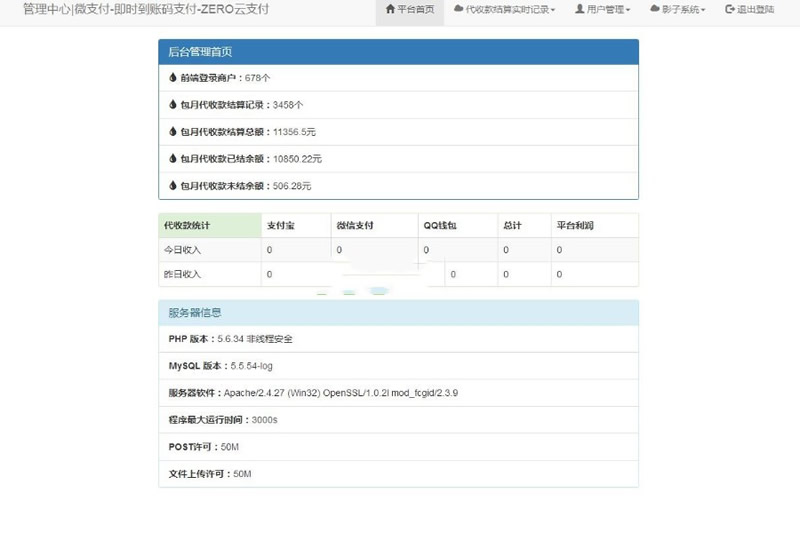 管理中心|微支付-即时到账码支付-ZERO云支付 平台首页 代收款结算实时记录 用户管理 影子系统 退出登陆
后台管理首页
前端登录商户：678个
包月代收款结算记录：3458个
包月代收款结算总额：11356.5元
包月代收款已结余额：10850.22元
包月代收款未结余额：506.28元
代收款统计 支付宝 微信支付 QQ钱包 总计 平台利润
今日收入 0 0 0 0 0
昨日收入 0 0 0 0
服务器信息
PHP 版本：5.6.34 非线程安全
MySQL 版本：5.5.54-log
服务器软件：Apache/2.4.27 (Win32) OpenSSL/1.0.2l mod_fcgid/2.3.9
程序最大运行时间：3000s
POST许可：50M
文件上传许可：50M